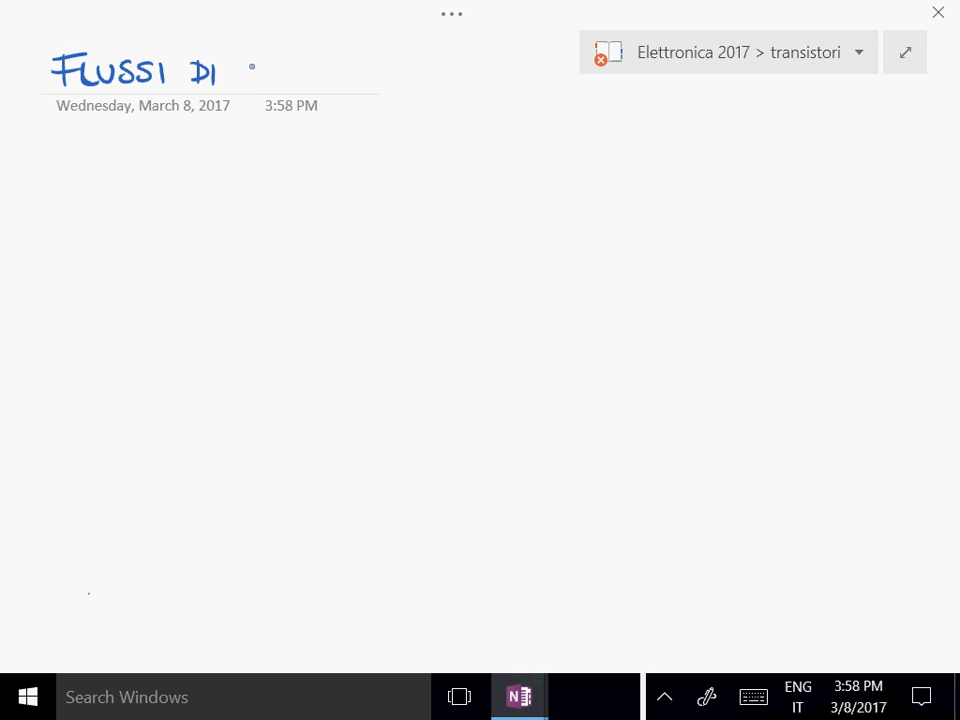 FLUSSI DI
Elettronica 2017 > transistori
Wednesday, March 8, 2017 3:58 PM
Search Windows
N
ENG
IT
3:58 PM
3/8/2017